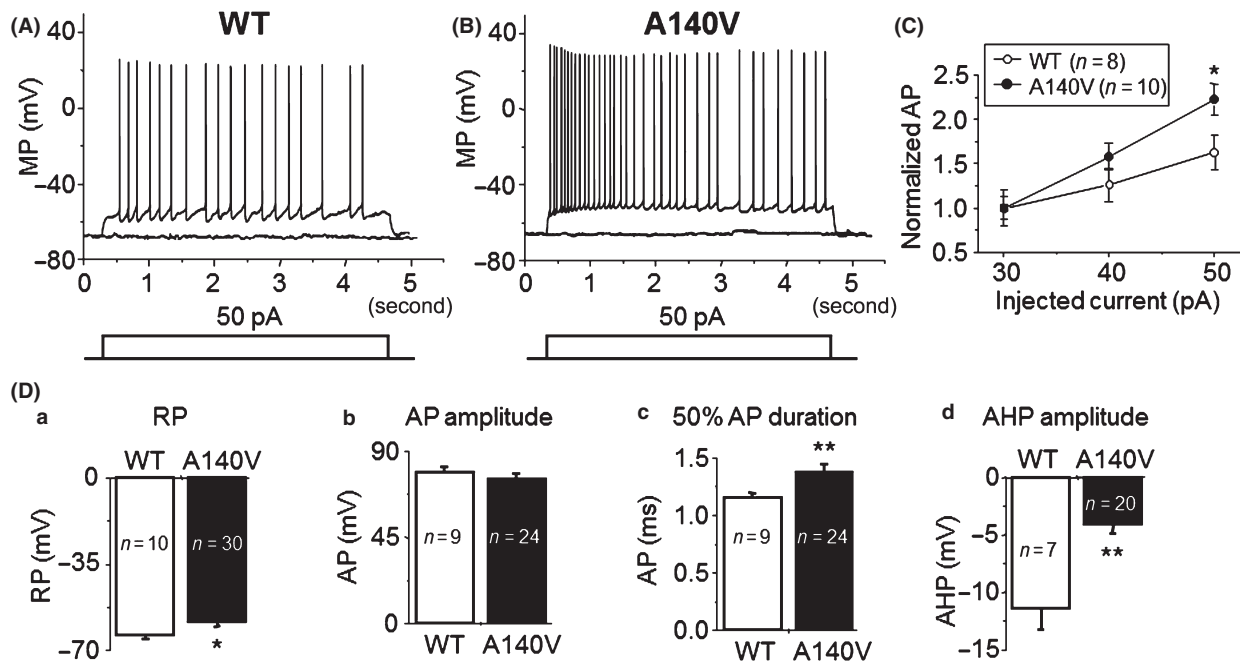 (A) WT
40
0
−40
−80
MP (mV)
0 1 2 3 4 5
(second)
50 pA
(B) A140V
40
0
−40
−80
MP (mV)
0 1 2 3 4 5
(second)
50 pA
(C)
WT (n = 8)
A140V (n = 10)
*
2.5
2.0
1.5
1.0
0.5
Normalized AP
30 40 50
Injected current (pA)
(D)
a RP
WT A140V
0
−35
−70
RP (mV)
n = 10 n = 30
*
b AP amplitude
90
45
0
AP (mV)
n = 9 n = 24
WT A140V
c 50% AP duration
**
1.5
1.0
0.5
0.0
AP (ms)
n = 9 n = 24
WT A140V
d AHP amplitude
WT A140V
0
−5
−10
−15
AHP (mV)
n = 7 n = 20
**